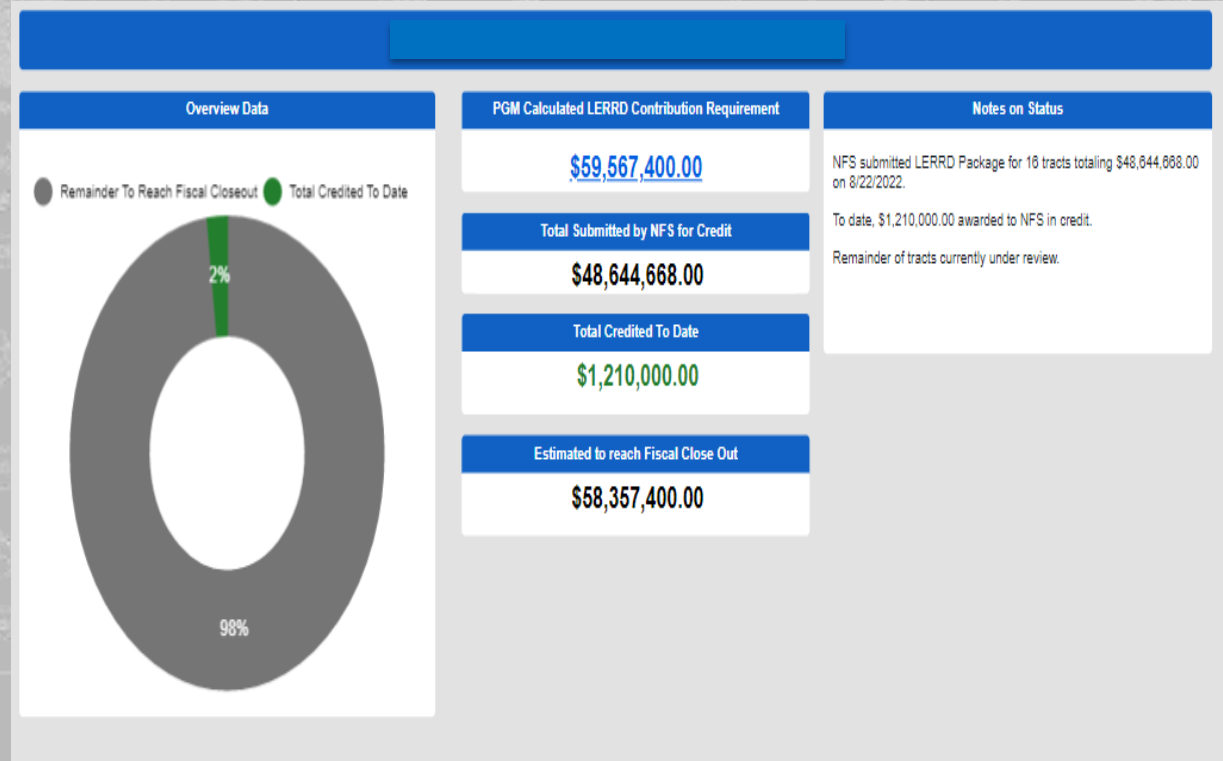 Overview Data
Remainder To Reach Fiscal Closeout
Total Credited To Date
2%
98%
PGM Calculated LERRD Contribution Requirement
$59,567,400.00
Total Submitted by NFS for Credit
$48,644,668.00
Total Credited To Date
$1,210,000.00
Estimated to reach Fiscal Close Out
$58,357,400.00
Notes on Status
NFS submitted LERRD Package for 16 tracts totaling $48,644,668.00
on 8/22/2022.
To date, $1,210,000.00 awarded to NFS in credit.
Remainder of tracts currently under review.